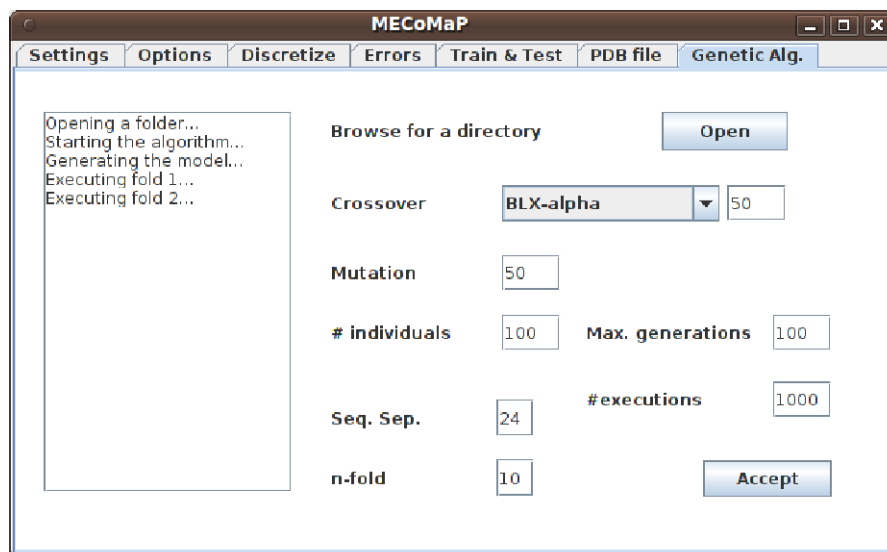 MECoMaP
Settings Options Discretize Errors Train & Test PDB file Genetic Alg.
Opening a folder...
Starting the algorithm...
Generating the model...
Executing fold 1...
Executing fold 2...
Browse for a directory Open
Crossover BLX-alpha 50
Mutation 50
# individuals 100 Max. generations 100
#executions 1000
Seq. Sep. 24
n-fold 10 Accept